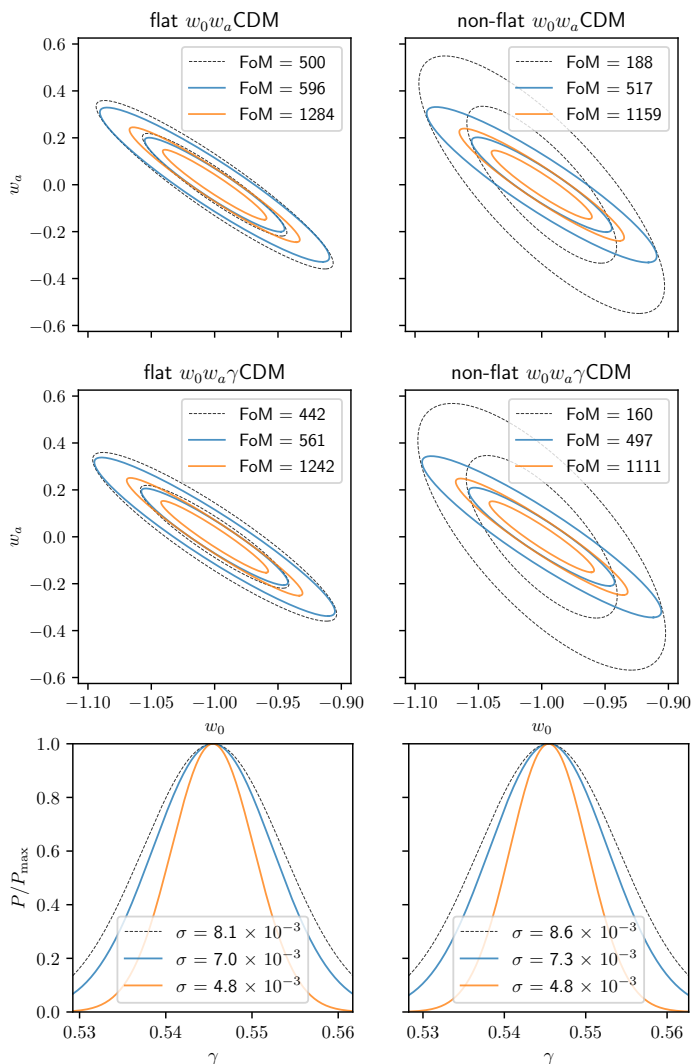 flat w₀wₐCDM
non-flat w₀wₐCDM
0.6
0.4
0.2
0.0
−0.2
−0.4
−0.6
wₐ
FoM = 500
FoM = 596
FoM = 1284
FoM = 188
FoM = 517
FoM = 1159
flat w₀wₐγCDM
non-flat w₀wₐγCDM
0.6
0.4
0.2
0.0
−0.2
−0.4
−0.6
wₐ
FoM = 442
FoM = 561
FoM = 1242
FoM = 160
FoM = 497
FoM = 1111
−1.10 −1.05 −1.00 −0.95 −0.90
−1.10 −1.05 −1.00 −0.95 −0.90
w₀
w₀
1.0
0.8
0.6
0.4
0.2
0.0
P/Pₘₐₓ
σ = 8.1 × 10⁻³
σ = 7.0 × 10⁻³
σ = 4.8 × 10⁻³
σ = 8.6 × 10⁻³
σ = 7.3 × 10⁻³
σ = 4.8 × 10⁻³
0.53 0.54 0.55 0.56
0.53 0.54 0.55 0.56
γ
γ